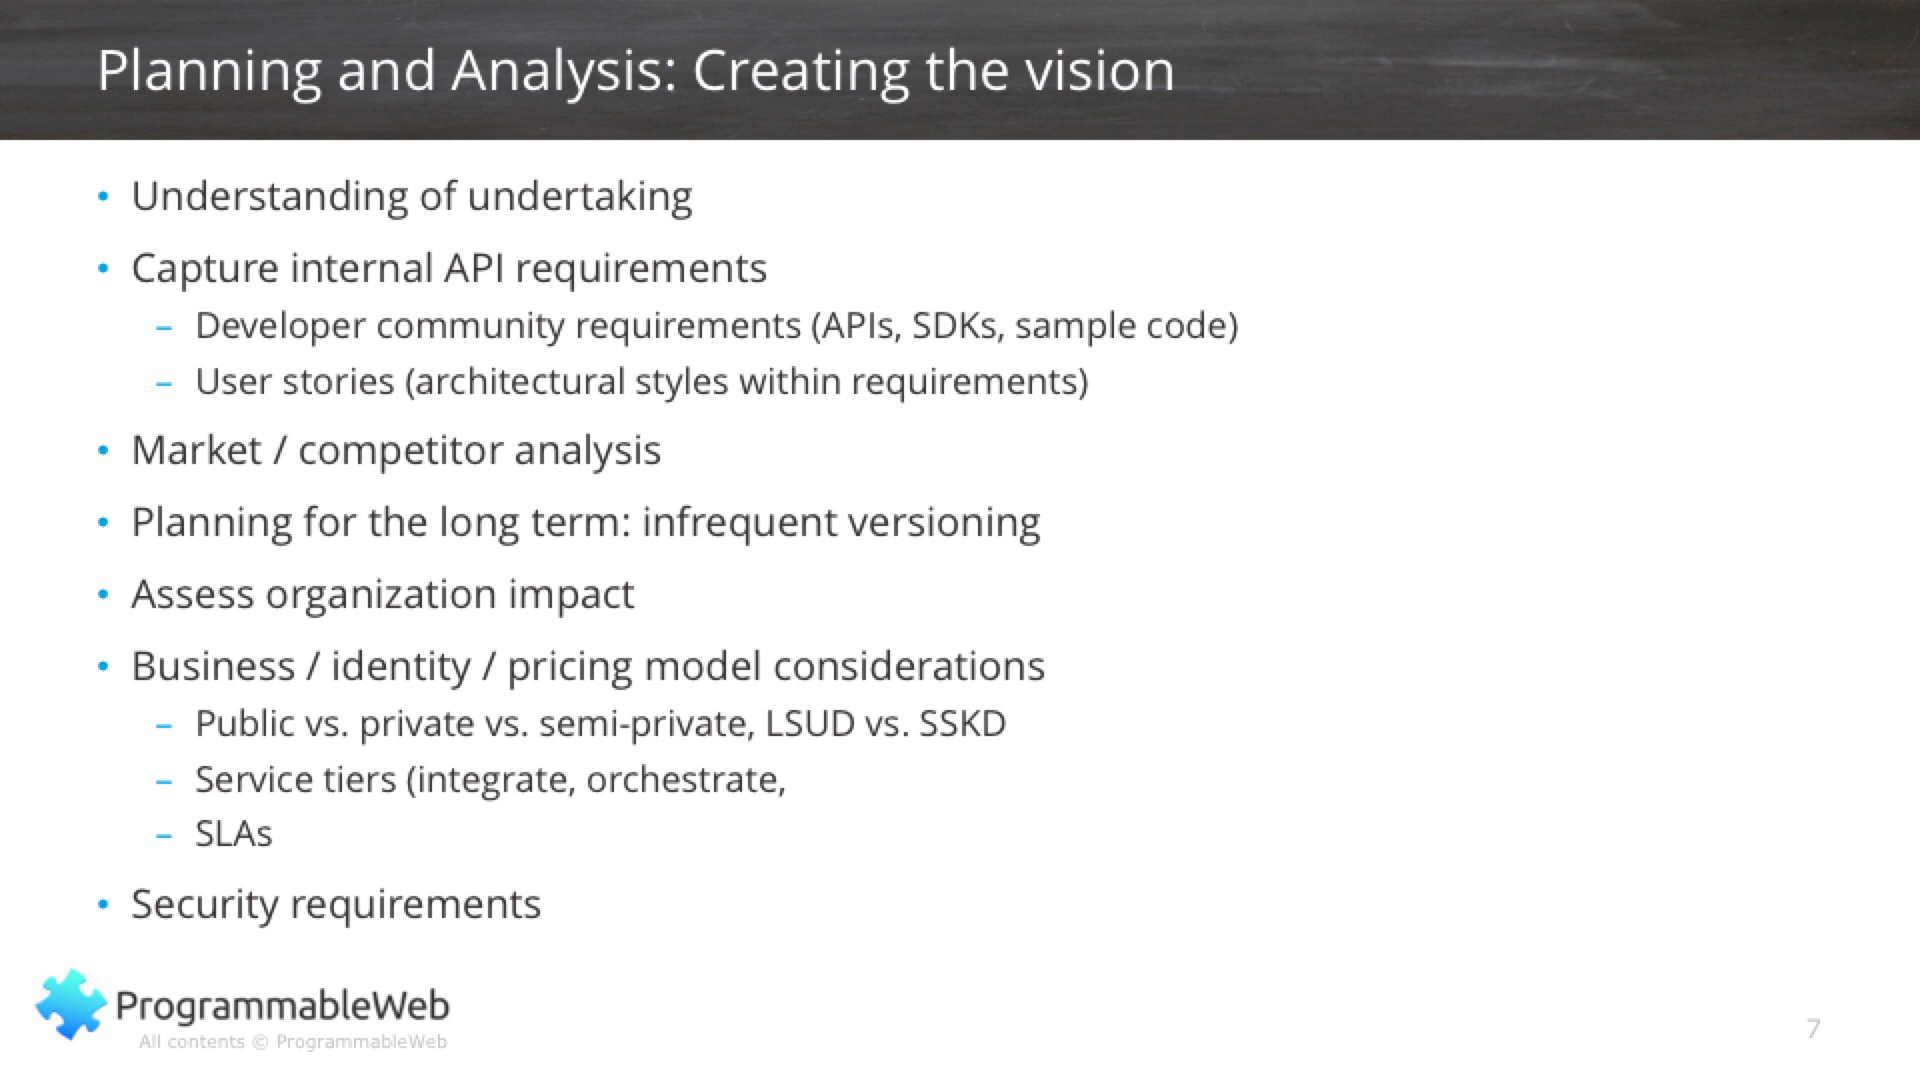 Planning and Analysis: Creating the vision
• Understanding of undertaking
• Capture internal API requirements
– Developer community requirements (APIs, SDKs, sample code)
– User stories (architectural styles within requirements)
• Market / competitor analysis
• Planning for the long term: infrequent versioning
• Assess organization impact
• Business / identity / pricing model considerations
– Public vs. private vs. semi-private, LSUD vs. SSKD
– Service tiers (integrate, orchestrate,
– SLAs
• Security requirements
ProgrammableWeb
All contents © ProgrammableWeb
7